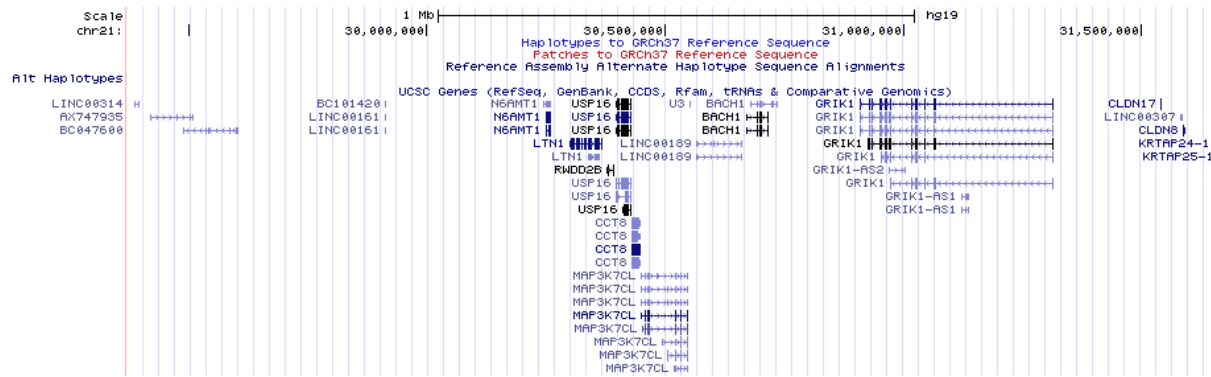 Scale 1 Mb hg19
chr21: 30,000,000 30,500,000 31,000,000 31,500,000
Haplotypes to GRCh37 Reference Sequence
Patches to GRCh37 Reference Sequence
Reference Assembly Alternate Haplotype Sequence Alignments
Alt Haplotypes
UCSC Genes (RefSeq, GenBank, CCDS, Rfam, tRNAs & Comparative Genomics)
LINC00314 BC101420 N6AMT1 USP16 U3 BACH1 GRIK1 CLDN17
AX747935 LINC00161 N6AMT1 USP16 BACH1 GRIK1 LINC00307
BC047600 LINC00161 N6AMT1 USP16 BACH1 GRIK1 CLDN8
LTN1 LINC00189 GRIK1 KRTAP24-1
LTN1 LINC00189 GRIK1 KRTAP25-1
RWDD2B GRIK1-AS2
USP16 GRIK1
USP16 GRIK1-AS1
USP16 GRIK1-AS1
CCT8
CCT8
CCT8
CCT8
MAP3K7CL
MAP3K7CL
MAP3K7CL
MAP3K7CL
MAP3K7CL
MAP3K7CL
MAP3K7CL
MAP3K7CL